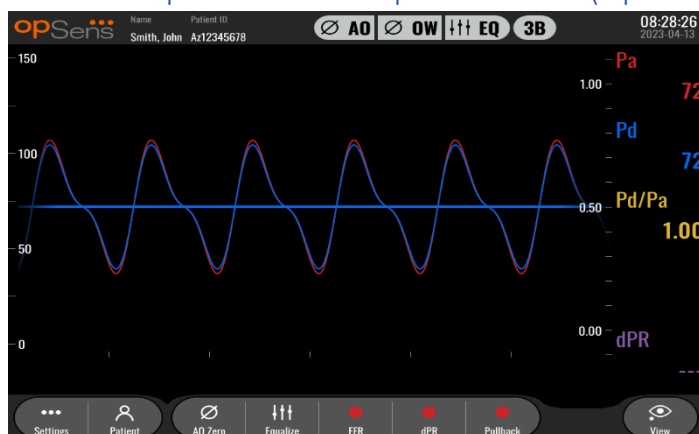 opSens
Name
Patient ID
Smith, John
Az12345678
AO
OW
EQ
3B
08:28:26
2023-04-13
150
100
50
0
1.00
0.50
0.00
Pa
72
Pd
72
Pd/Pa
1.00
dPR
---
Settings
Patient
AO Zero
Equalize
FFR
dPR
Pullback
View